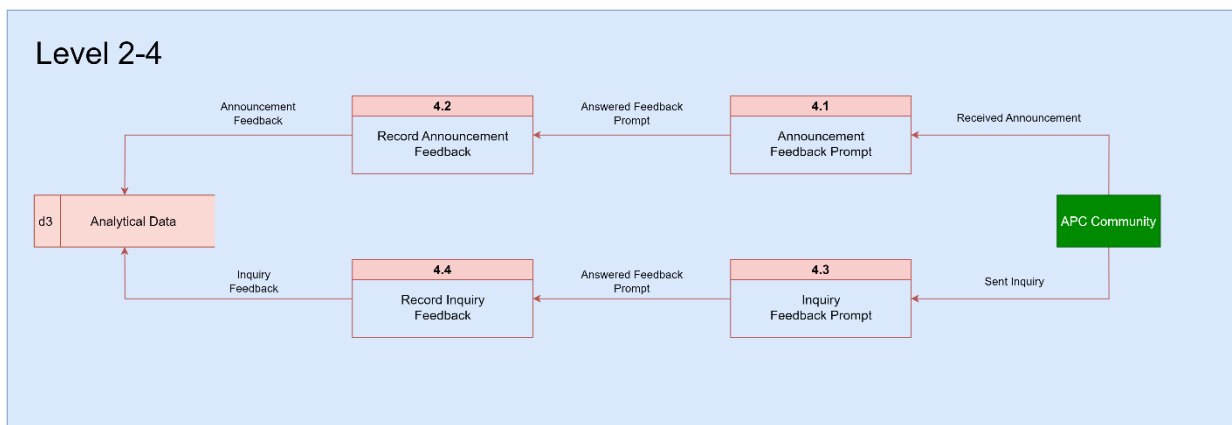 Level 2-4
Announcement
Feedback
4.2
Record Announcement
Feedback
Answered Feedback
Prompt
4.1
Announcement
Feedback Prompt
Received Announcement
d3
Analytical Data
APC Community
Inquiry
Feedback
4.4
Record Inquiry
Feedback
Answered Feedback
Prompt
4.3
Inquiry
Feedback Prompt
Sent Inquiry